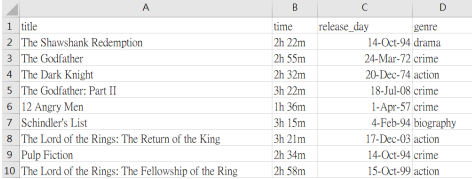 A B C D
1 title time release_day genre
2 The Shawshank Redemption 2h 22m 14-Oct-94 drama
3 The Godfather 2h 55m 24-Mar-72 crime
4 The Dark Knight 2h 32m 20-Dec-74 action
5 The Godfather: Part II 3h 22m 18-Jul-08 crime
6 12 Angry Men 1h 36m 1-Apr-57 crime
7 Schindler's List 3h 15m 4-Feb-94 biography
8 The Lord of the Rings: The Return of the King 3h 21m 17-Dec-03 action
9 Pulp Fiction 2h 34m 14-Oct-94 crime
10 The Lord of the Rings: The Fellowship of the Ring 2h 58m 15-Oct-99 action